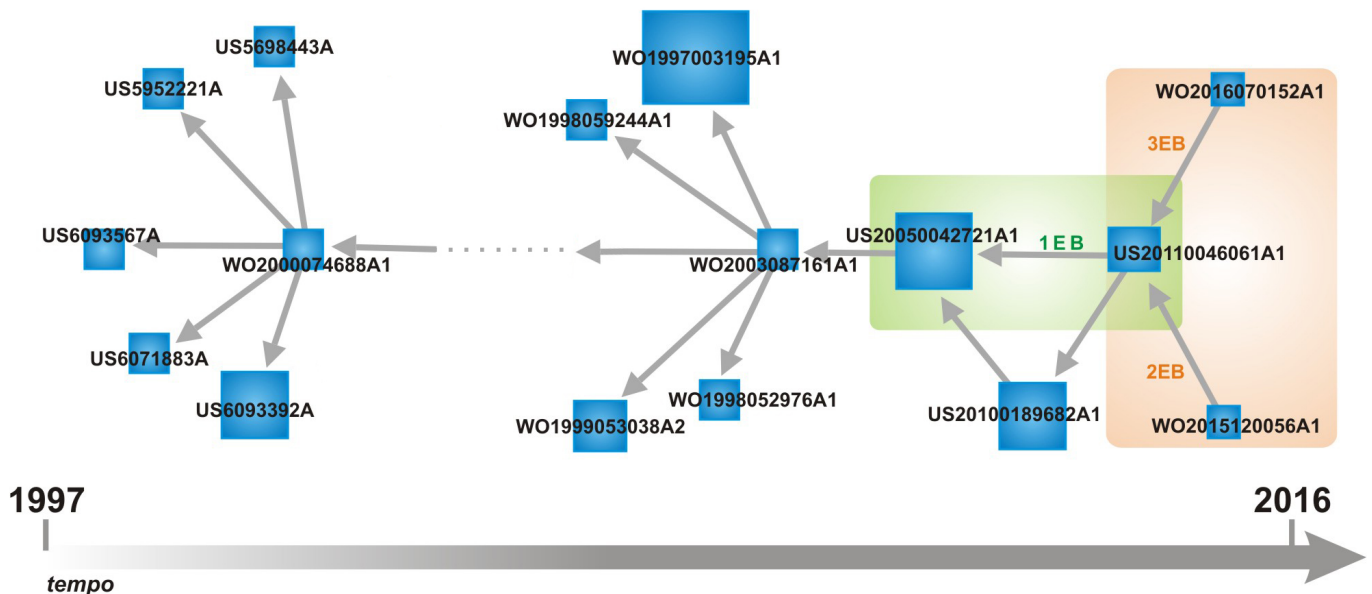 US5698443A
US5952221A
US6093567A
WO2000074688A1
US6071883A
US6093392A
WO1997003195A1
WO1998059244A1
WO2003087161A1
WO1999053038A2
WO1998052976A1
US20050042721A1
1EB
US20110046061A1
US20100189682A1
WO2016070152A1
3EB
2EB
WO2015120056A1
1997
2016
tempo